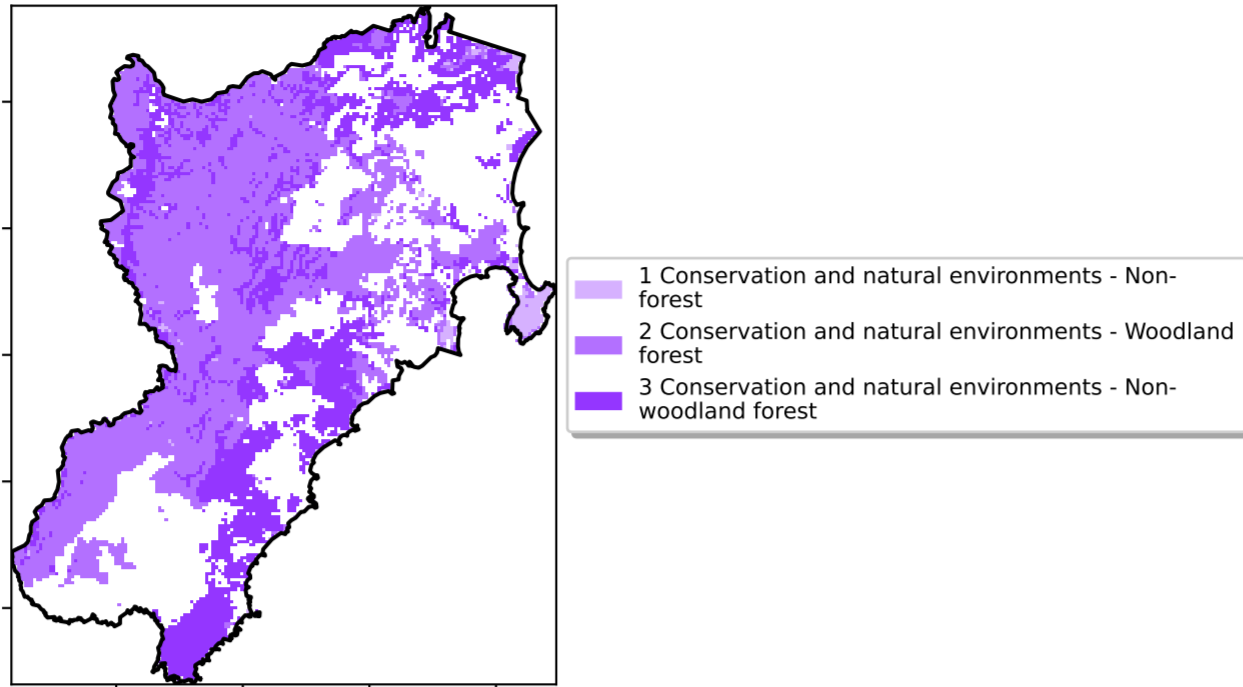 1 Conservation and natural environments - Non-
forest
2 Conservation and natural environments - Woodland
forest
3 Conservation and natural environments - Non-
woodland forest